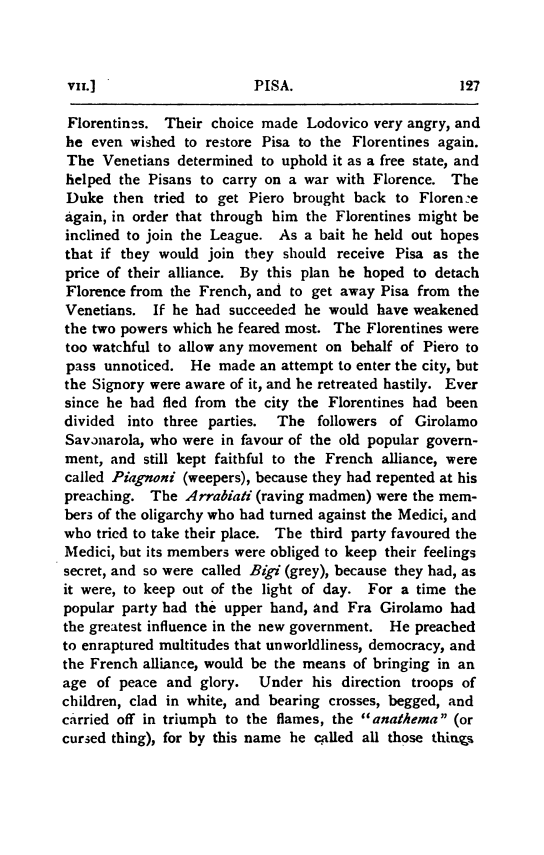 VII.] PISA. 127
Florentines. Their choice made Lodovico very angry, and
he even wished to restore Pisa to the Florentines again.
The Venetians determined to uphold it as a free state, and
helped the Pisans to carry on a war with Florence. The
Duke then tried to get Piero brought back to Florence
again, in order that through him the Florentines might be
inclined to join the League. As a bait he held out hopes
that if they would join they should receive Pisa as the
price of their alliance. By this plan he hoped to detach
Florence from the French, and to get away Pisa from the
Venetians. If he had succeeded he would have weakened
the two powers which he feared most. The Florentines were
too watchful to allow any movement on behalf of Piero to
pass unnoticed. He made an attempt to enter the city, but
the Signory were aware of it, and he retreated hastily. Ever
since he had fled from the city the Florentines had been
divided into three parties. The followers of Girolamo
Savonarola, who were in favour of the old popular govern-
ment, and still kept faithful to the French alliance, were
called Piagnoni (weepers), because they had repented at his
preaching. The Arrabiati (raving madmen) were the mem-
bers of the oligarchy who had turned against the Medici, and
who tried to take their place. The third party favoured the
Medici, but its members were obliged to keep their feelings
secret, and so were called Bigi (grey), because they had, as
it were, to keep out of the light of day. For a time the
popular party had the upper hand, and Fra Girolamo had
the greatest influence in the new government. He preached
to enraptured multitudes that unworldliness, democracy, and
the French alliance, would be the means of bringing in an
age of peace and glory. Under his direction troops of
children, clad in white, and bearing crosses, begged, and
carried off in triumph to the flames, the "anathema" (or
cursed thing), for by this name he called all those things